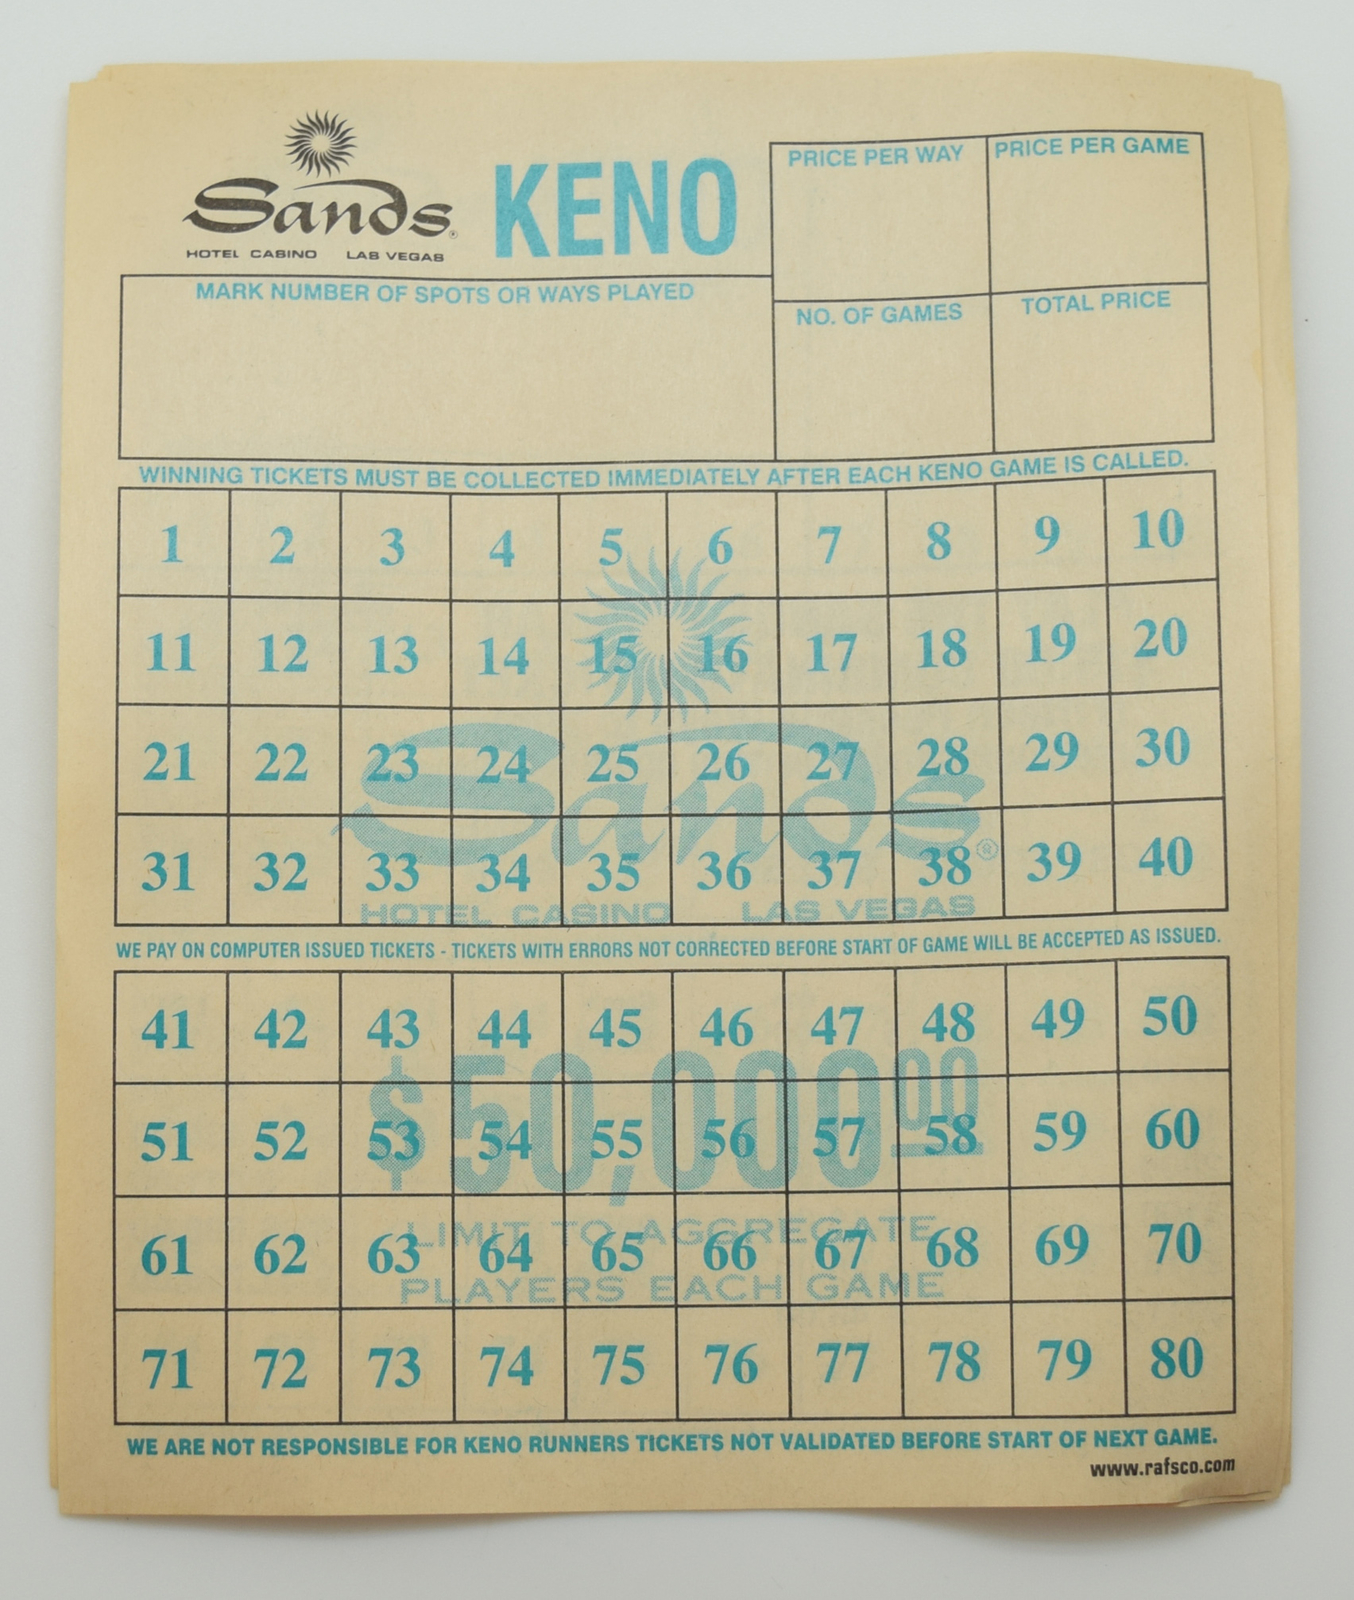 Sands®
HOTEL CASINO LAS VEGAS
KENO
PRICE PER WAY PRICE PER GAME
MARK NUMBER OF SPOTS OR WAYS PLAYED
NO. OF GAMES TOTAL PRICE
WINNING TICKETS MUST BE COLLECTED IMMEDIATELY AFTER EACH KENO GAME IS CALLED.
1 2 3 4 5 6 7 8 9 10
11 12 13 14 15 16 17 18 19 20
21 22 23 24 25 26 27 28 29 30
Sands®
31 32 33 34 35 36 37 38 39 40
HOTEL CASINO LAS VEGAS
WE PAY ON COMPUTER ISSUED TICKETS - TICKETS WITH ERRORS NOT CORRECTED BEFORE START OF GAME WILL BE ACCEPTED AS ISSUED.
41 42 43 44 45 46 47 48 49 50
$50,000.00
51 52 53 54 55 56 57 58 59 60
LIMIT TO AGGREGATE
61 62 63 64 65 66 67 68 69 70
PLAYERS EACH GAME
71 72 73 74 75 76 77 78 79 80
WE ARE NOT RESPONSIBLE FOR KENO RUNNERS TICKETS NOT VALIDATED BEFORE START OF NEXT GAME.
www.rafsco.com